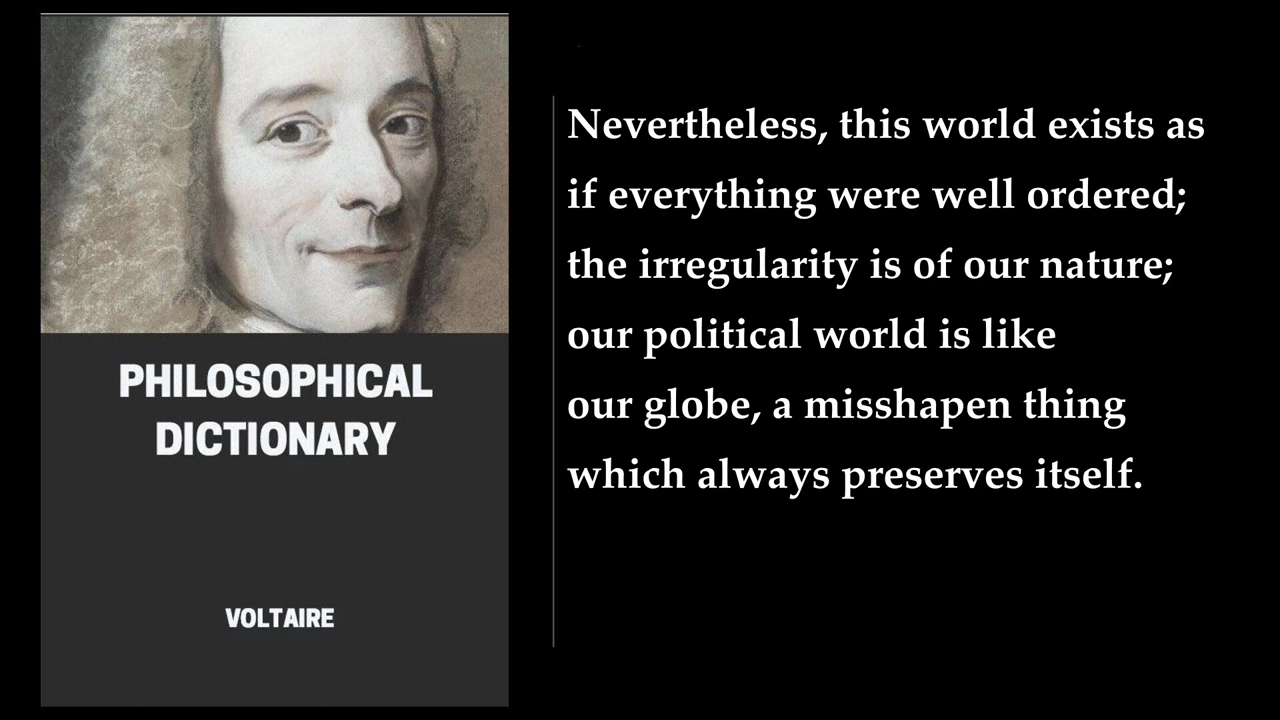 PHILOSOPHICAL
DICTIONARY
VOLTAIRE
Nevertheless, this world exists as
if everything were well ordered;
the irregularity is of our nature;
our political world is like
our globe, a misshapen thing
which always preserves itself.